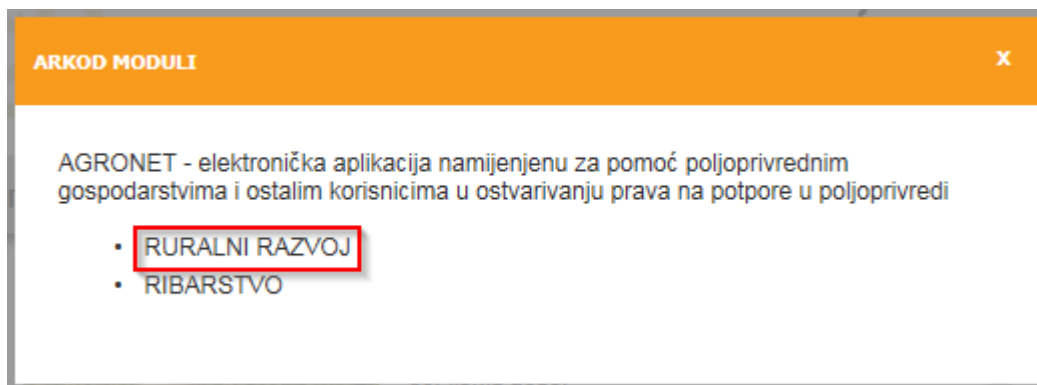 ARKOD MODULI
x
AGRONET - elektronička aplikacija namijenjenu za pomoć poljoprivrednim
gospodarstvima i ostalim korisnicima u ostvarivanju prava na potpore u poljoprivredi
• RURALNI RAZVOJ
• RIBARSTVO